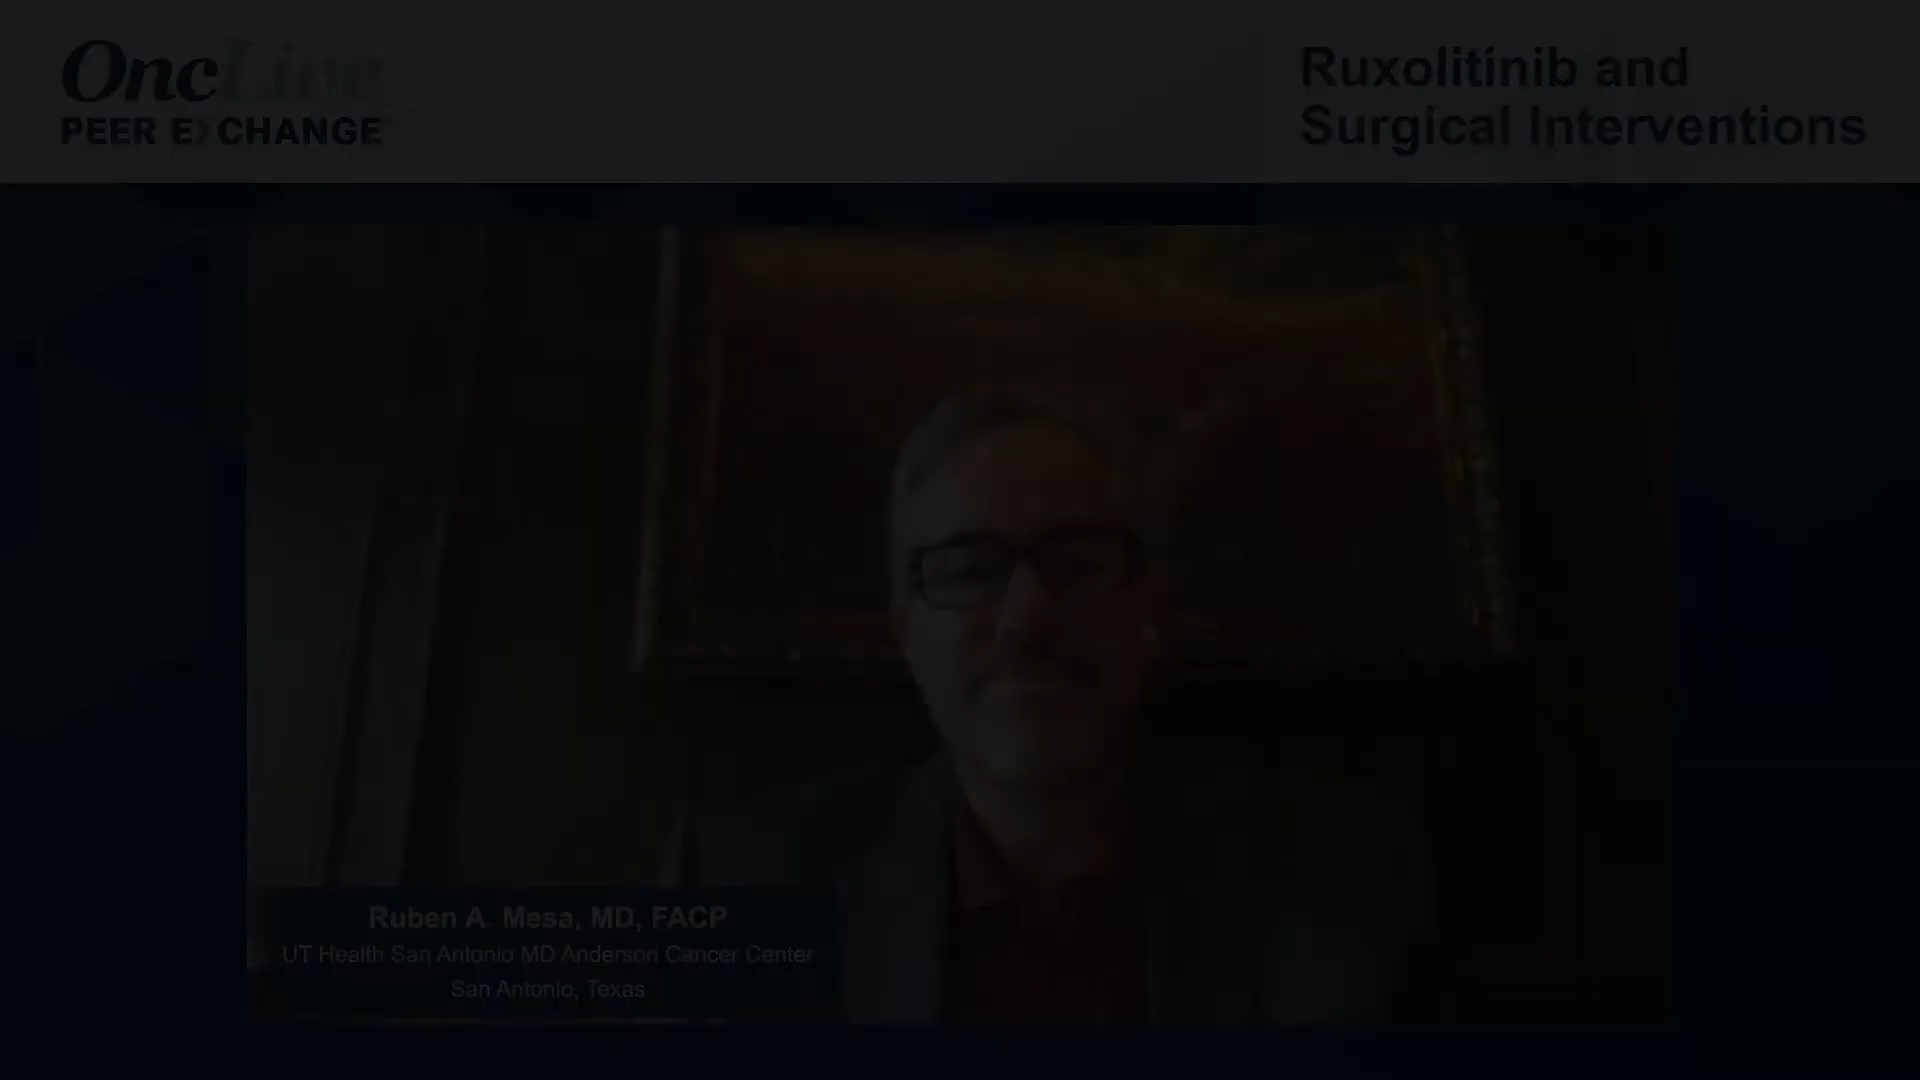 OncLive
PEER EXCHANGE
Ruxolitinib and
Surgical Interventions
Ruben A. Mesa, MD, FACP
UT Health San Antonio MD Anderson Cancer Center
San Antonio, Texas